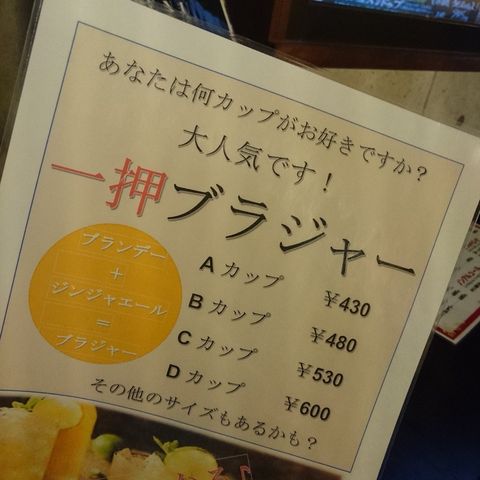 あなたは何カップがお好きですか?
大人気です!
一押ブラジャー
ブランデー
+
ジンジャエール
=
ブラジャー
Aカップ ¥430
Bカップ ¥480
Cカップ ¥530
Dカップ ¥600
その他のサイズもあるかも?